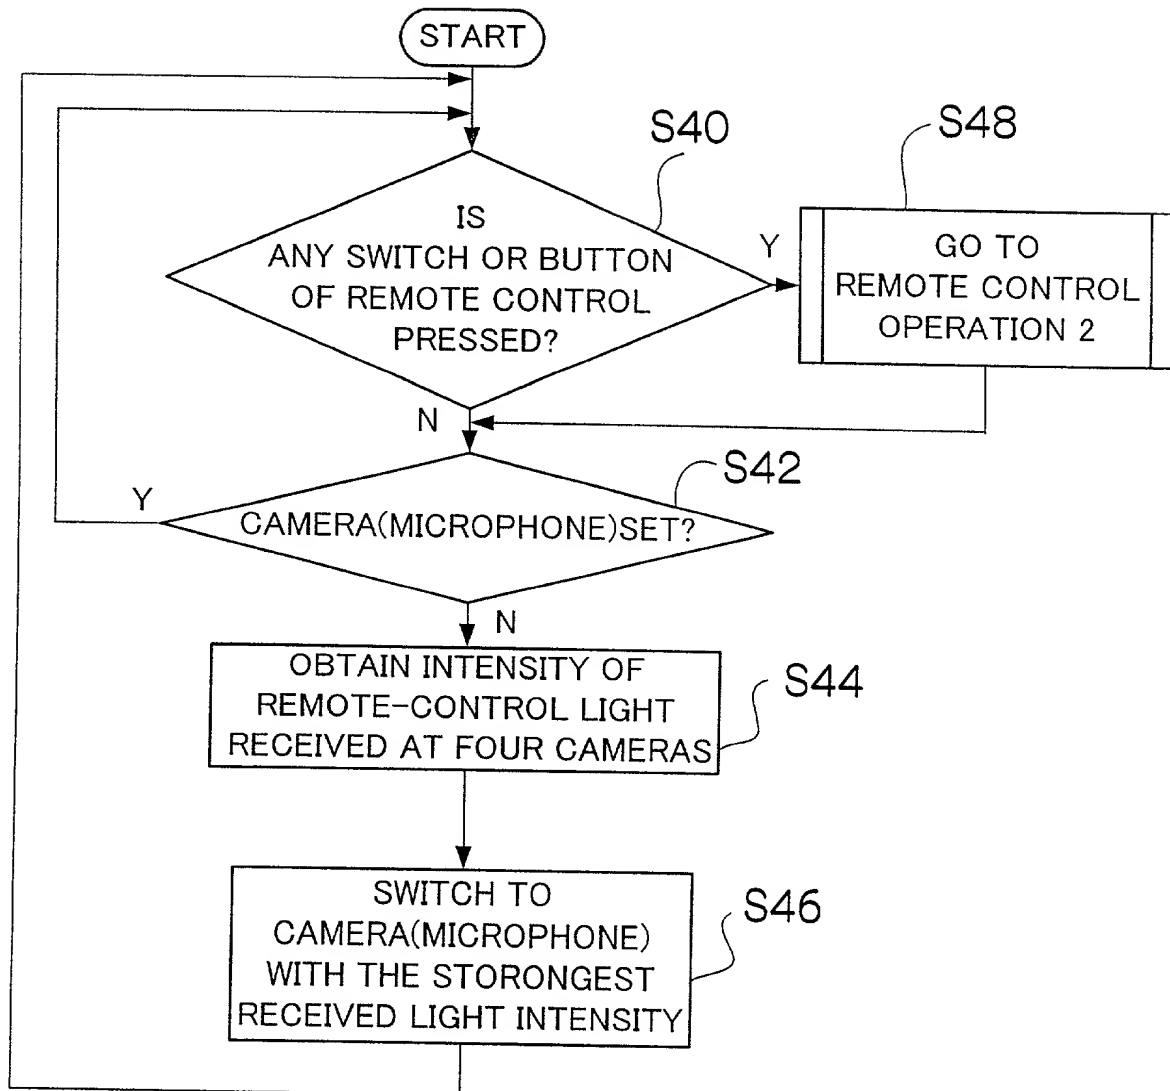 START
S40
IS
ANY SWITCH OR BUTTON
OF REMOTE CONTROL
PRESSED?
Y
S48
GO TO
REMOTE CONTROL
OPERATION 2
N
S42
Y
CAMERA(MICROPHONE)SET?
N
OBTAIN INTENSITY OF
REMOTE-CONTROL LIGHT
RECEIVED AT FOUR CAMERAS
S44
SWITCH TO
CAMERA(MICROPHONE)
WITH THE STORONGEST
RECEIVED LIGHT INTENSITY
S46